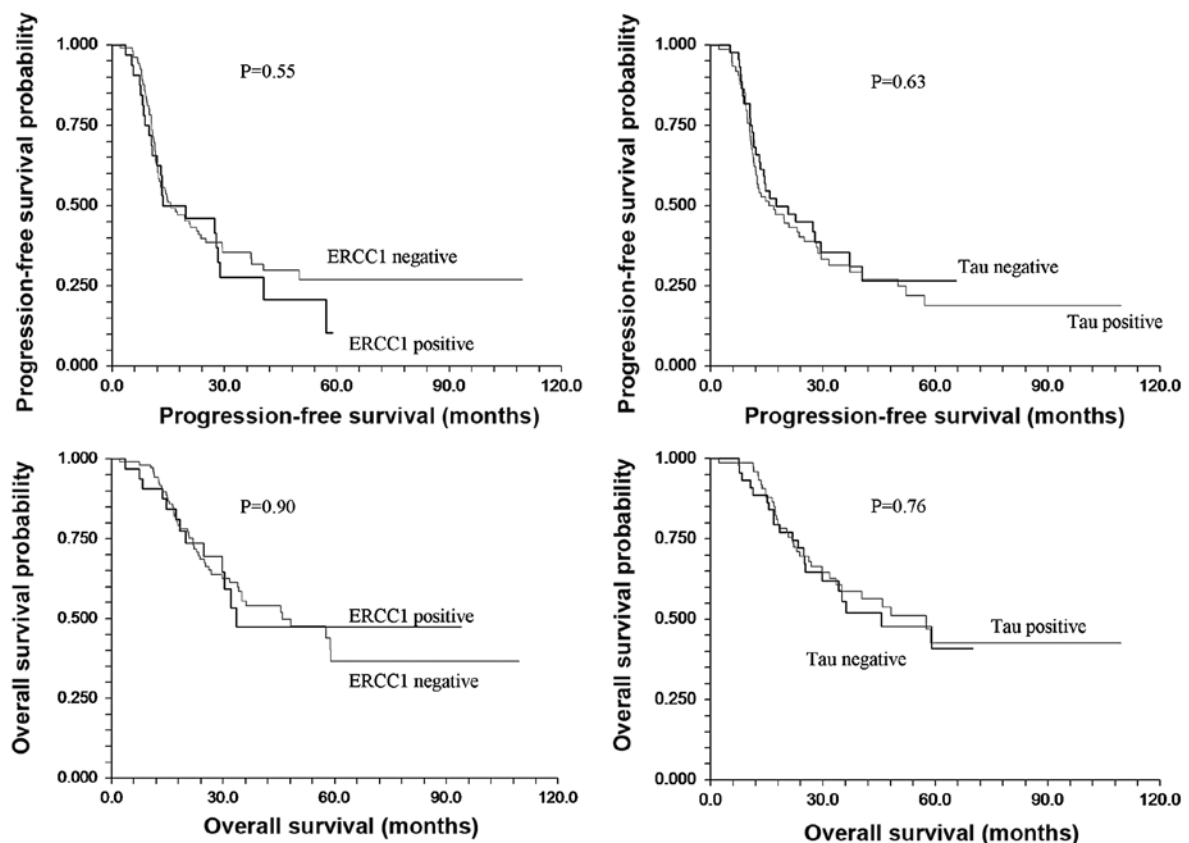 Progression-free survival probability
1.000
0.750
0.500
0.250
0.000
P=0.55
ERCC1 negative
ERCC1 positive
0.0 30.0 60.0 90.0 120.0
Progression-free survival (months)
Progression-free survival probability
1.000
0.750
0.500
0.250
0.000
P=0.63
Tau negative
Tau positive
0.0 30.0 60.0 90.0 120.0
Progression-free survival (months)
Overall survival probability
1.000
0.750
0.500
0.250
0.000
P=0.90
ERCC1 positive
ERCC1 negative
0.0 30.0 60.0 90.0 120.0
Overall survival (months)
Overall survival probability
1.000
0.750
0.500
0.250
0.000
P=0.76
Tau positive
Tau negative
0.0 30.0 60.0 90.0 120.0
Overall survival (months)